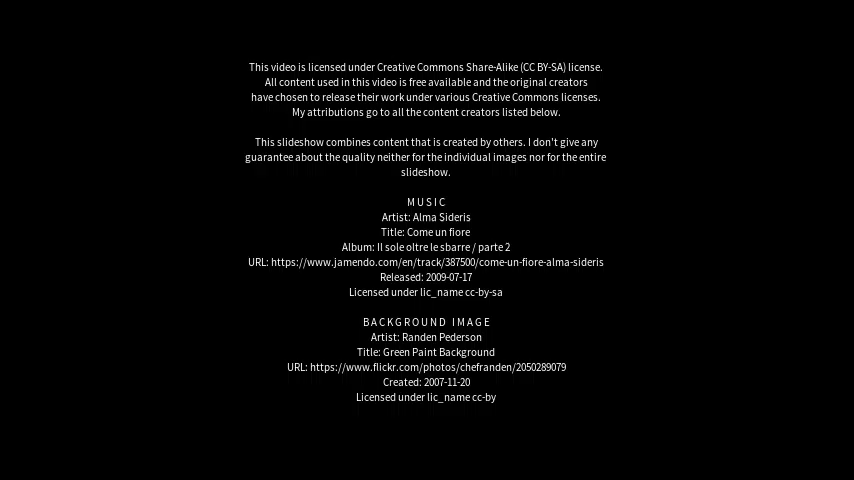 This video is licensed under Creative Commons Share-Alike (CC BY-SA) license.
All content used in this video is free available and the original creators
have chosen to release their work under various Creative Commons licenses.
My attributions go to all the content creators listed below.
This slideshow combines content that is created by others. I don't give any
guarantee about the quality neither for the individual images nor for the entire
slideshow.
MUSIC
Artist: Alma Sideris
Title: Come un fiore
Album: Il sole oltre le sbarre / parte 2
URL: https://www.jamendo.com/en/track/387500/come-un-fiore-alma-sideris
Released: 2009-07-17
Licensed under lic_name cc-by-sa
BACKGROUND IMAGE
Artist: Randen Pederson
Title: Green Paint Background
URL: https://www.flickr.com/photos/chefranden/2050289079
Created: 2007-11-20
Licensed under lic_name cc-by